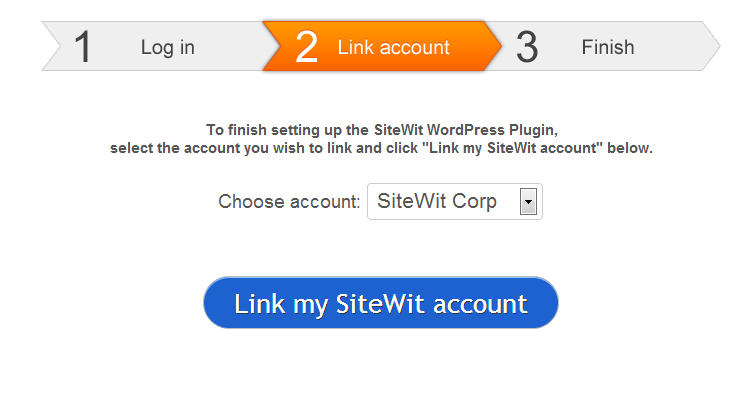 1 Log in 2 Link account 3 Finish
To finish setting up the SiteWit WordPress Plugin,
select the account you wish to link and click "Link my SiteWit account" below.
Choose account: SiteWit Corp
Link my SiteWit account